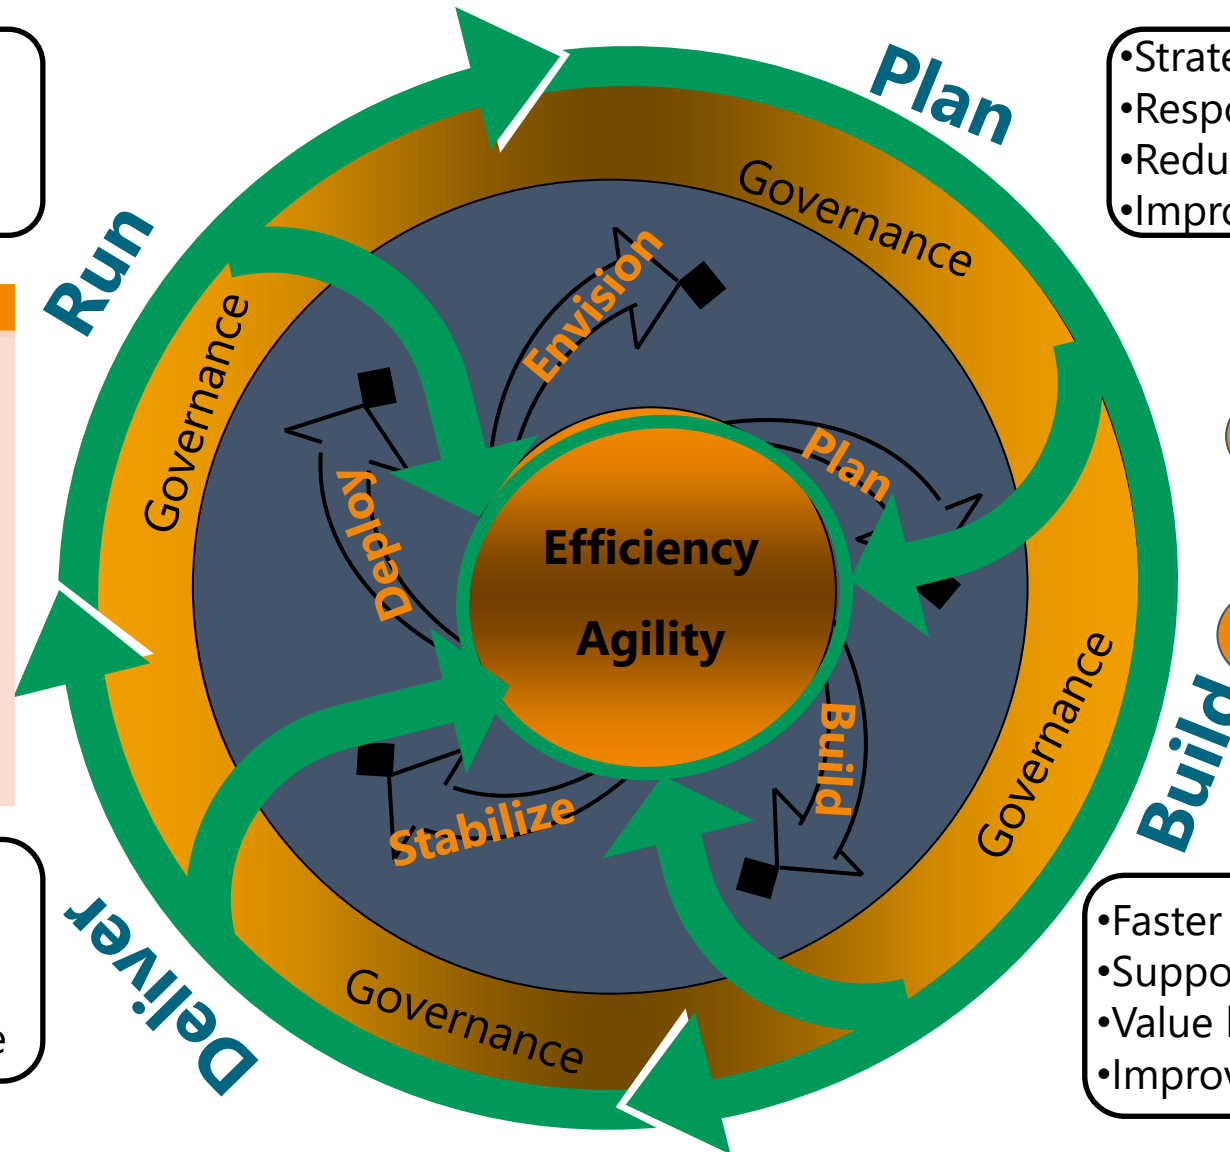 Plan
Run
Governance
Governance
Envision
Plan
Deploy
Efficiency
Agility
Build
Stabilize
Governance
Governance
Build
Deliver
•Faster
•Suppo
•Value
•Improv
•Strate
•Respo
•Redu
•Impro
e